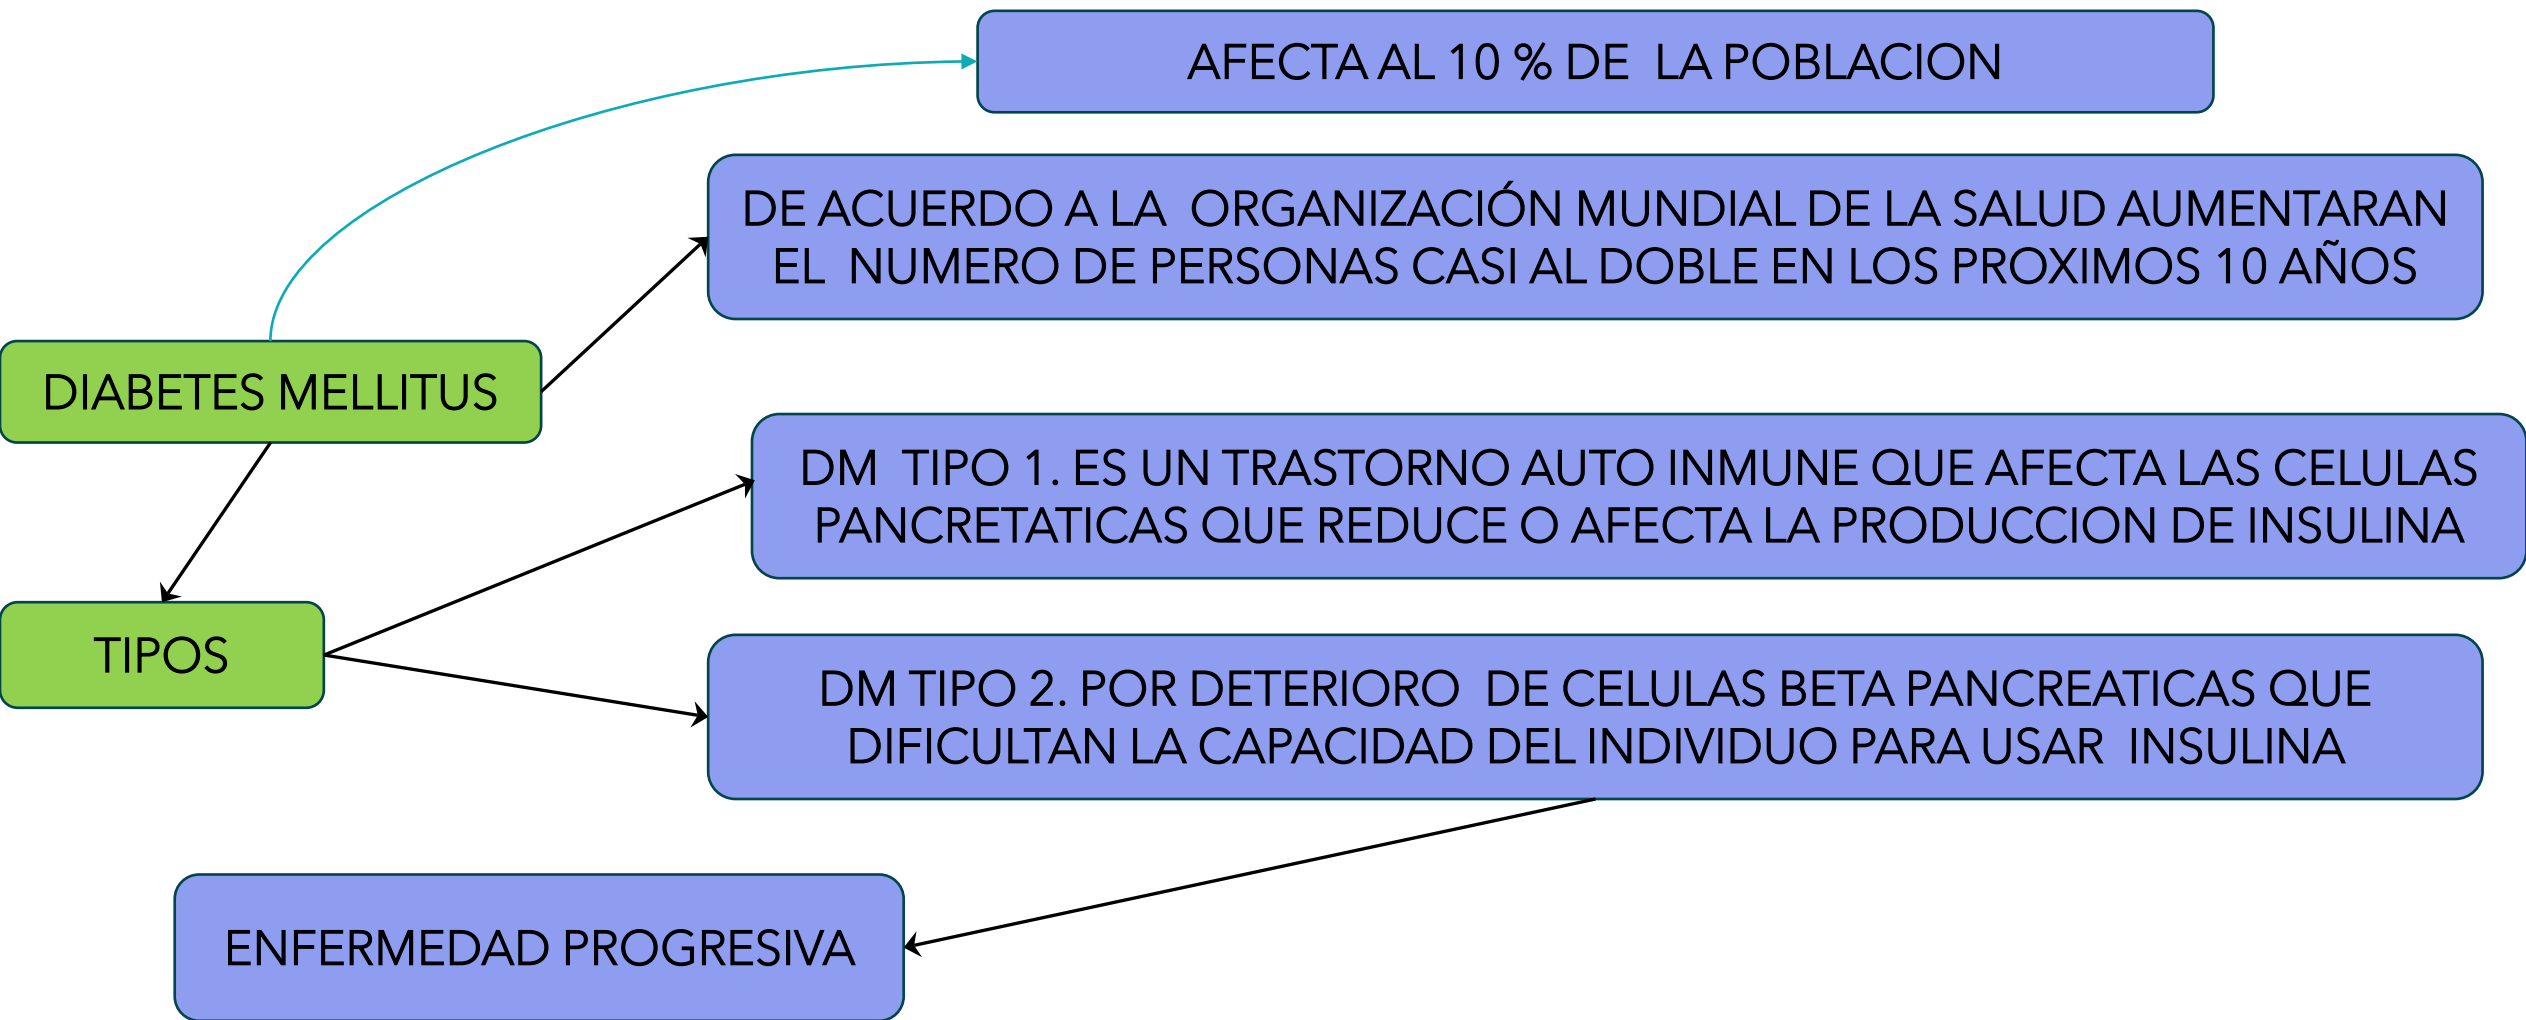 AFECTA AL 10 % DE LA POBLACION
DE ACUERDO A LA ORGANIZACIÓN MUNDIAL DE LA SALUD AUMENTARAN
EL NUMERO DE PERSONAS CASI AL DOBLE EN LOS PROXIMOS 10 AÑOS
DIABETES MELLITUS
DM TIPO 1. ES UN TRASTORNO AUTO INMUNE QUE AFECTA LAS CELULAS
PANCRETATICAS QUE REDUCE O AFECTA LA PRODUCCION DE INSULINA
TIPOS
DM TIPO 2. POR DETERIORO DE CELULAS BETA PANCREATICAS QUE
DIFICULTAN LA CAPACIDAD DEL INDIVIDUO PARA USAR INSULINA
ENFERMEDAD PROGRESIVA